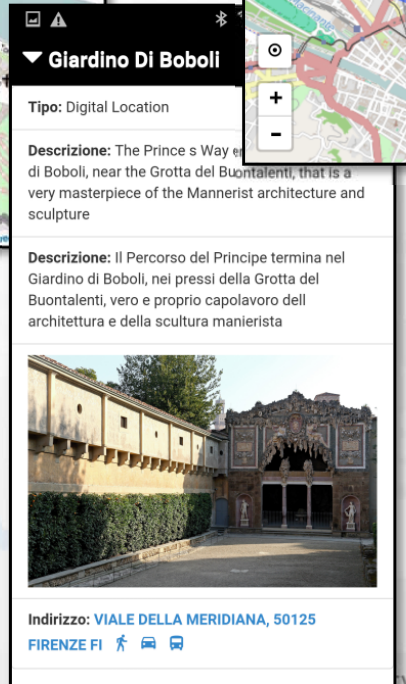 Giardino Di Boboli
Tipo: Digital Location
Descrizione: The Prince s Way
di Boboli, near the Grotta del Buontalenti, that is a
very masterpiece of the Mannerist architecture and
sculpture
Descrizione: Il Percorso del Principe termina nel
Giardino di Boboli, nei pressi della Grotta del
Buontalenti, vero e proprio capolavoro dell
architettura e della scultura manierista
Indirizzo: VIALE DELLA MERIDIANA, 50125
FIRENZE FI
+
-